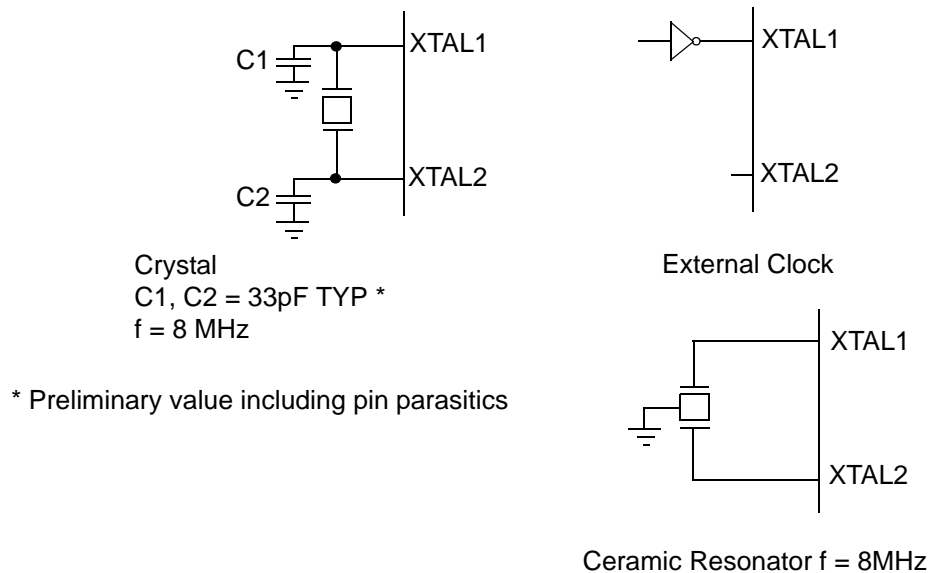 C1
XTAL1
C2
XTAL2
Crystal
C1, C2 = 33pF TYP *
f = 8 MHz
* Preliminary value including pin parasitics
XTAL1
XTAL2
External Clock
XTAL1
XTAL2
Ceramic Resonator f = 8MHz